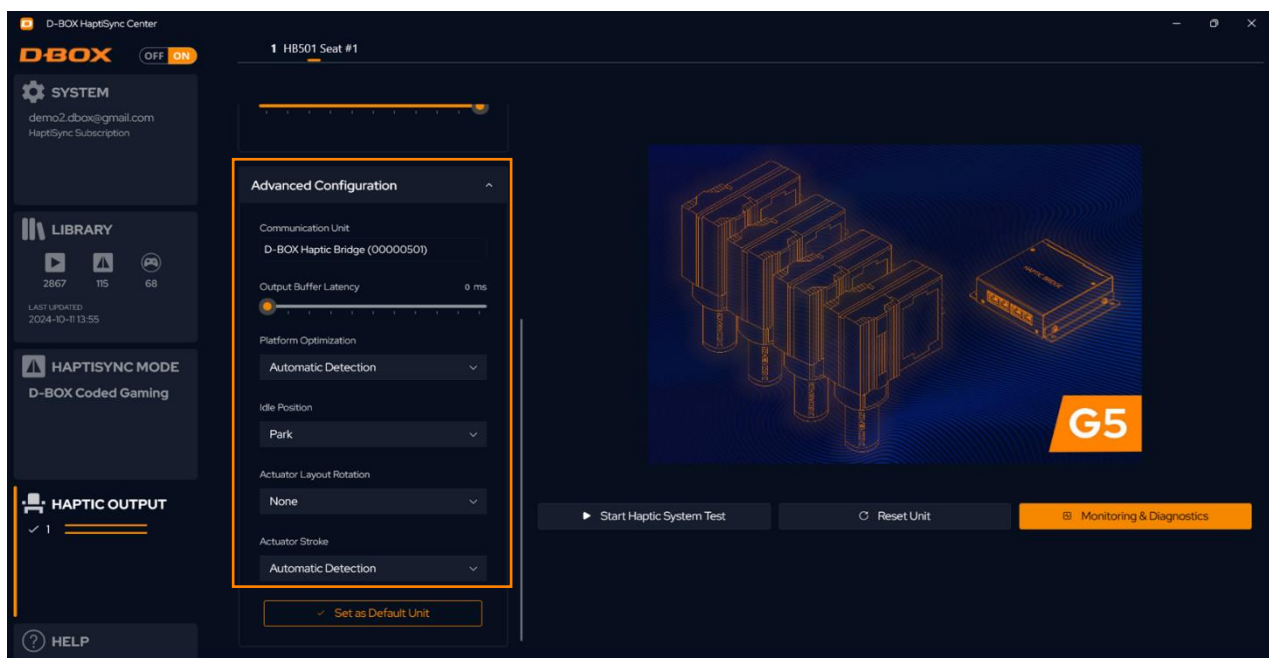 D-BOX HaptiSync Center
D-BOX
OFF ON
1 HB501 Seat #1
SYSTEM
demo2.dbox@gmail.com
HaptiSync Subscription
LIBRARY
2867 115 68
LAST UPDATED
2024-10-11 13:55
HAPTISYNC MODE
D-BOX Coded Gaming
HAPTIC OUTPUT
1
? HELP
Advanced Configuration
Communication Unit
D-BOX Haptic Bridge (00000501)
Output Buffer Latency 0 ms
Platform Optimization
Automatic Detection
Idle Position
Park
Actuator Layout Rotation
None
Actuator Stroke
Automatic Detection
Set as Default Unit
HAPTIC BRIDGE
G5
Start Haptic System Test
Reset Unit
Monitoring & Diagnostics